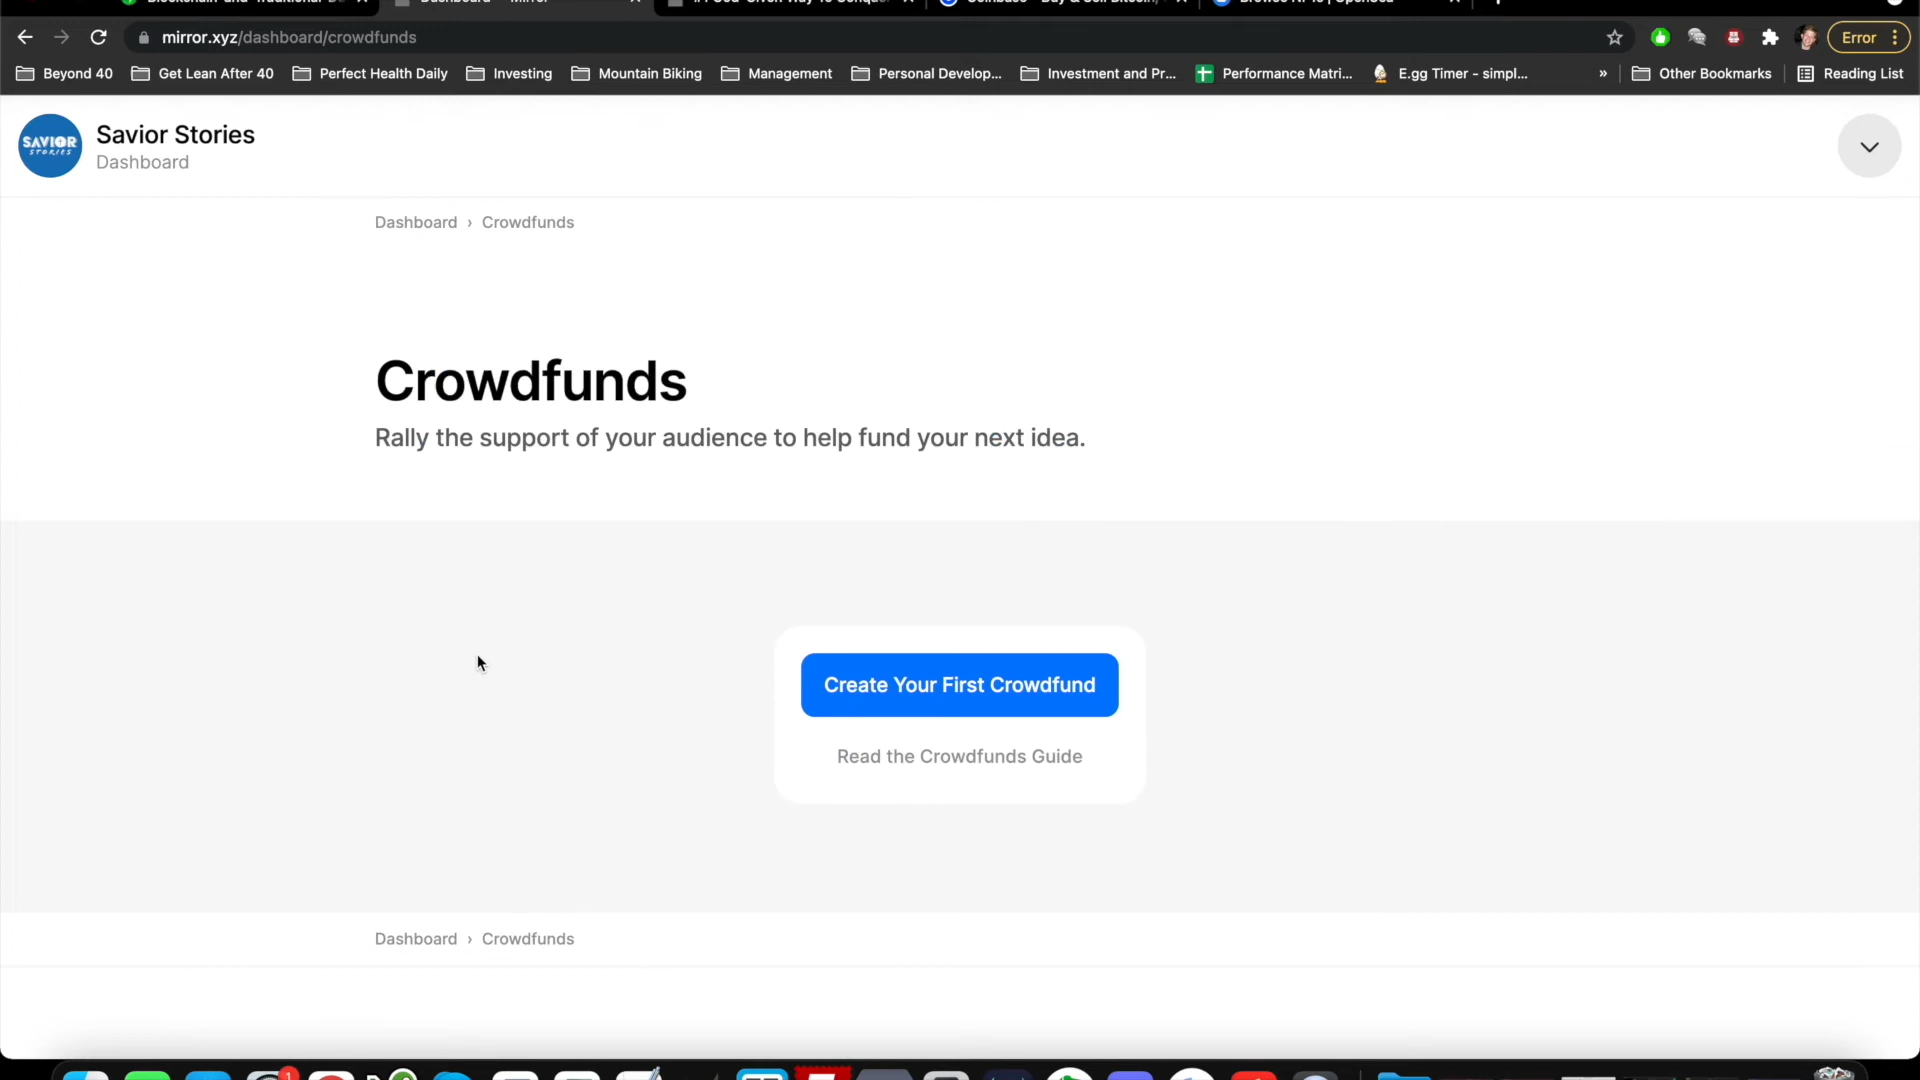 mirror.xyz/dashboard/crowdfunds
Error
Beyond 40
Get Lean After 40
Perfect Health Daily
Investing
Mountain Biking
Management
Personal Develop...
Investment and Pr...
Performance Matri...
E.gg Timer - simpl...
»
Other Bookmarks
Reading List
SAVIOR
STORIES
Savior Stories
Dashboard
Dashboard › Crowdfunds
Crowdfunds
Rally the support of your audience to help fund your next idea.
Create Your First Crowdfund
Read the Crowdfunds Guide
Dashboard › Crowdfunds
1